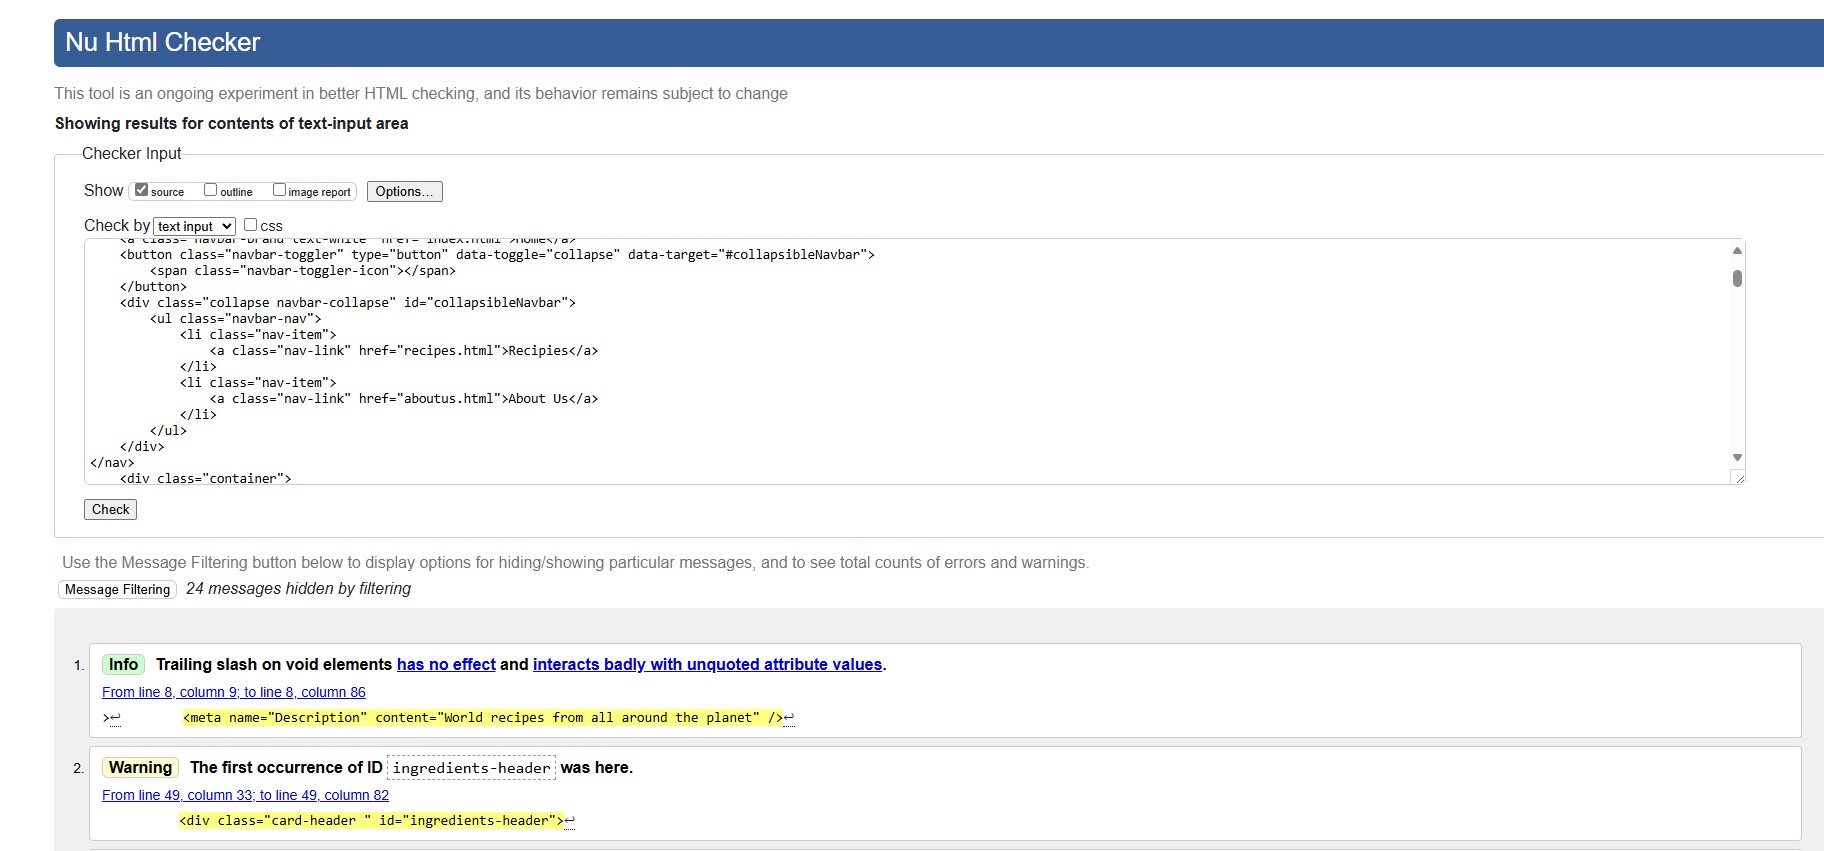 Nu Html Checker
This tool is an ongoing experiment in better HTML checking, and its behavior remains subject to change
Showing results for contents of text-input area
Checker Input
Show source outline image report Options...
Check by text input css
<a class="navbar-brand text-white" href="index.html">Home</a>
<button class="navbar-toggler" type="button" data-toggle="collapse" data-target="#collapsibleNavbar">
<span class="navbar-toggler-icon"></span>
</button>
<div class="collapse navbar-collapse" id="collapsibleNavbar">
<ul class="navbar-nav">
<li class="nav-item">
<a class="nav-link" href="recipes.html">Recipies</a>
</li>
<li class="nav-item">
<a class="nav-link" href="aboutus.html">About Us</a>
</li>
</ul>
</div>
</nav>
<div class="container">
Check
Use the Message Filtering button below to display options for hiding/showing particular messages, and to see total counts of errors and warnings.
Message Filtering 24 messages hidden by filtering
1. Info Trailing slash on void elements has no effect and interacts badly with unquoted attribute values.
From line 8, column 9; to line 8, column 86
>↩ <meta name="Description" content="World recipes from all around the planet" />↩
2. Warning The first occurrence of ID ingredients-header was here.
From line 49, column 33; to line 49, column 82
<div class="card-header " id="ingredients-header">↩